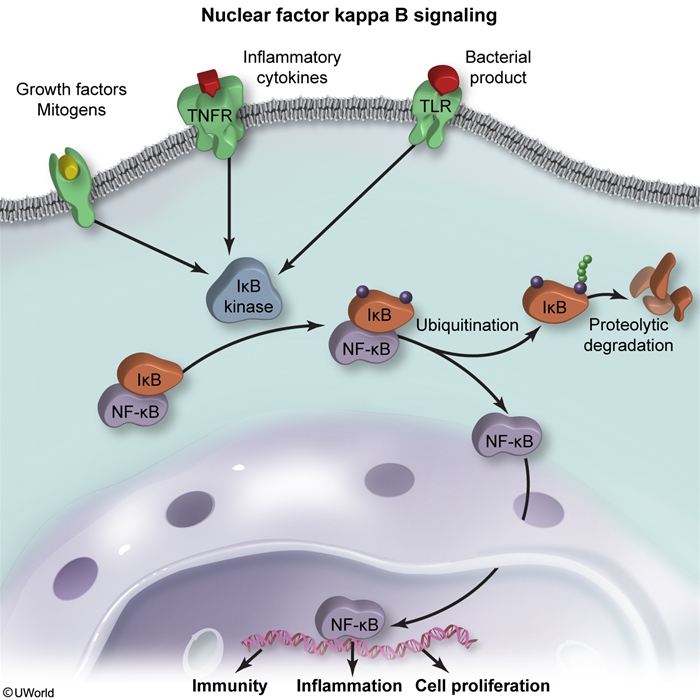 Nuclear factor kappa B signaling
Growth factors
Mitogens
Inflammatory
cytokines
Bacterial
product
TNFR
TLR
IκB
kinase
IκB
NF-κB
IκB
NF-κB
Ubiquitination
IκB
Proteolytic
degradation
NF-κB
NF-κB
Immunity
Inflammation
Cell proliferation
©UWorld